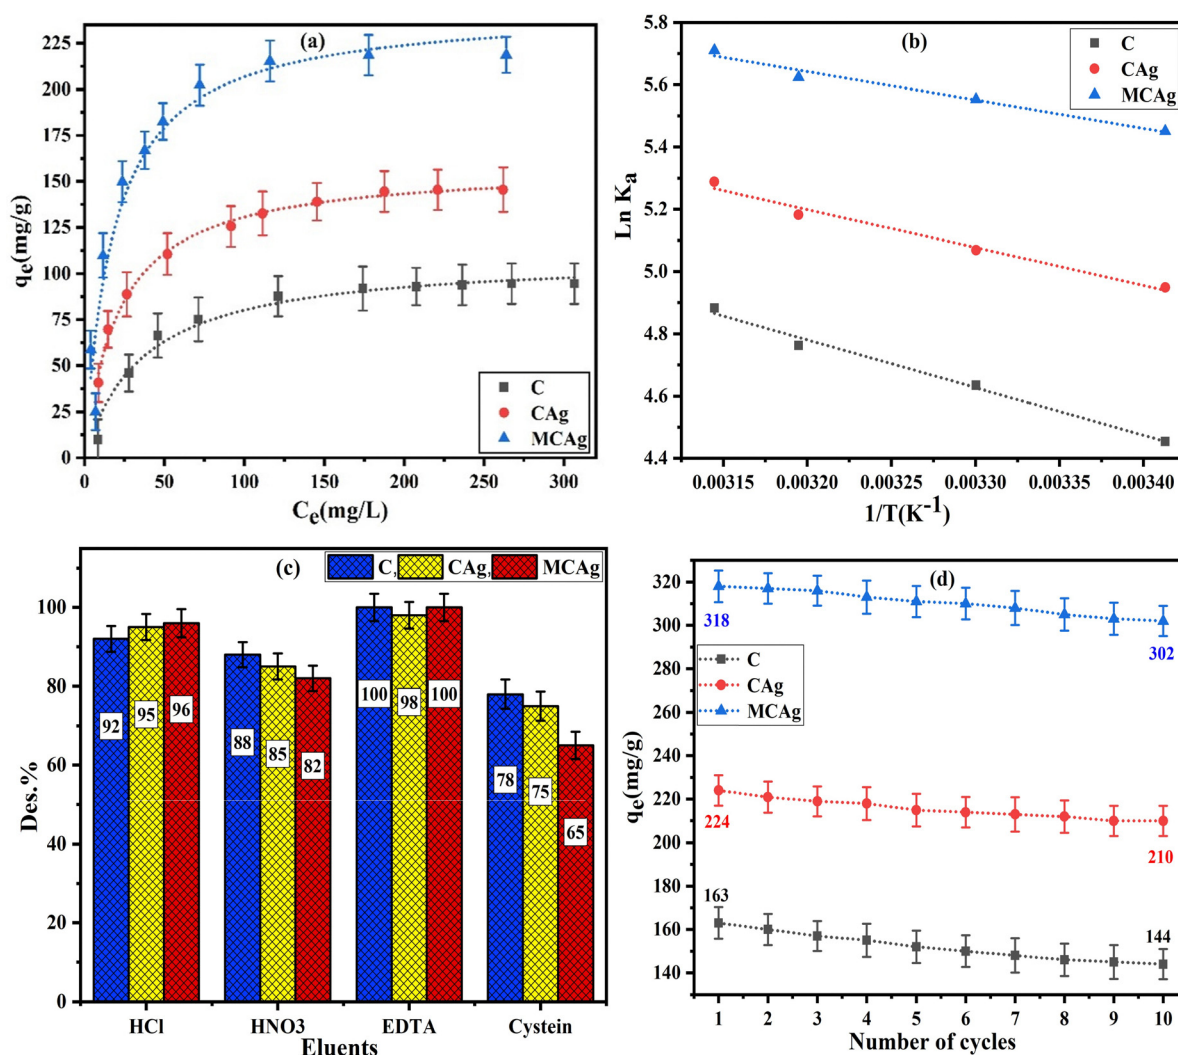 (a)
225
200
175
150
125
100
75
50
25
0
qe(mg/g)
C
CAg
MCAg
0 50 100 150 200 250 300
Ce(mg/L)
(b)
5.8
5.6
5.4
5.2
5.0
4.8
4.6
4.4
Ln Ka
C
CAg
MCAg
0.00315 0.00320 0.00325 0.00330 0.00335 0.00340
1/T(K-1)
(c)
C, CAg, MCAg
100
80
60
40
20
0
Des.%
92 95 96
88 85 82
100 98 100
78 75 65
HCl HNO3 EDTA Cystein
Eluents
(d)
320
300
280
260
240
220
200
180
160
140
qe(mg/g)
318
302
C
CAg
MCAg
224
210
163
144
1 2 3 4 5 6 7 8 9 10
Number of cycles